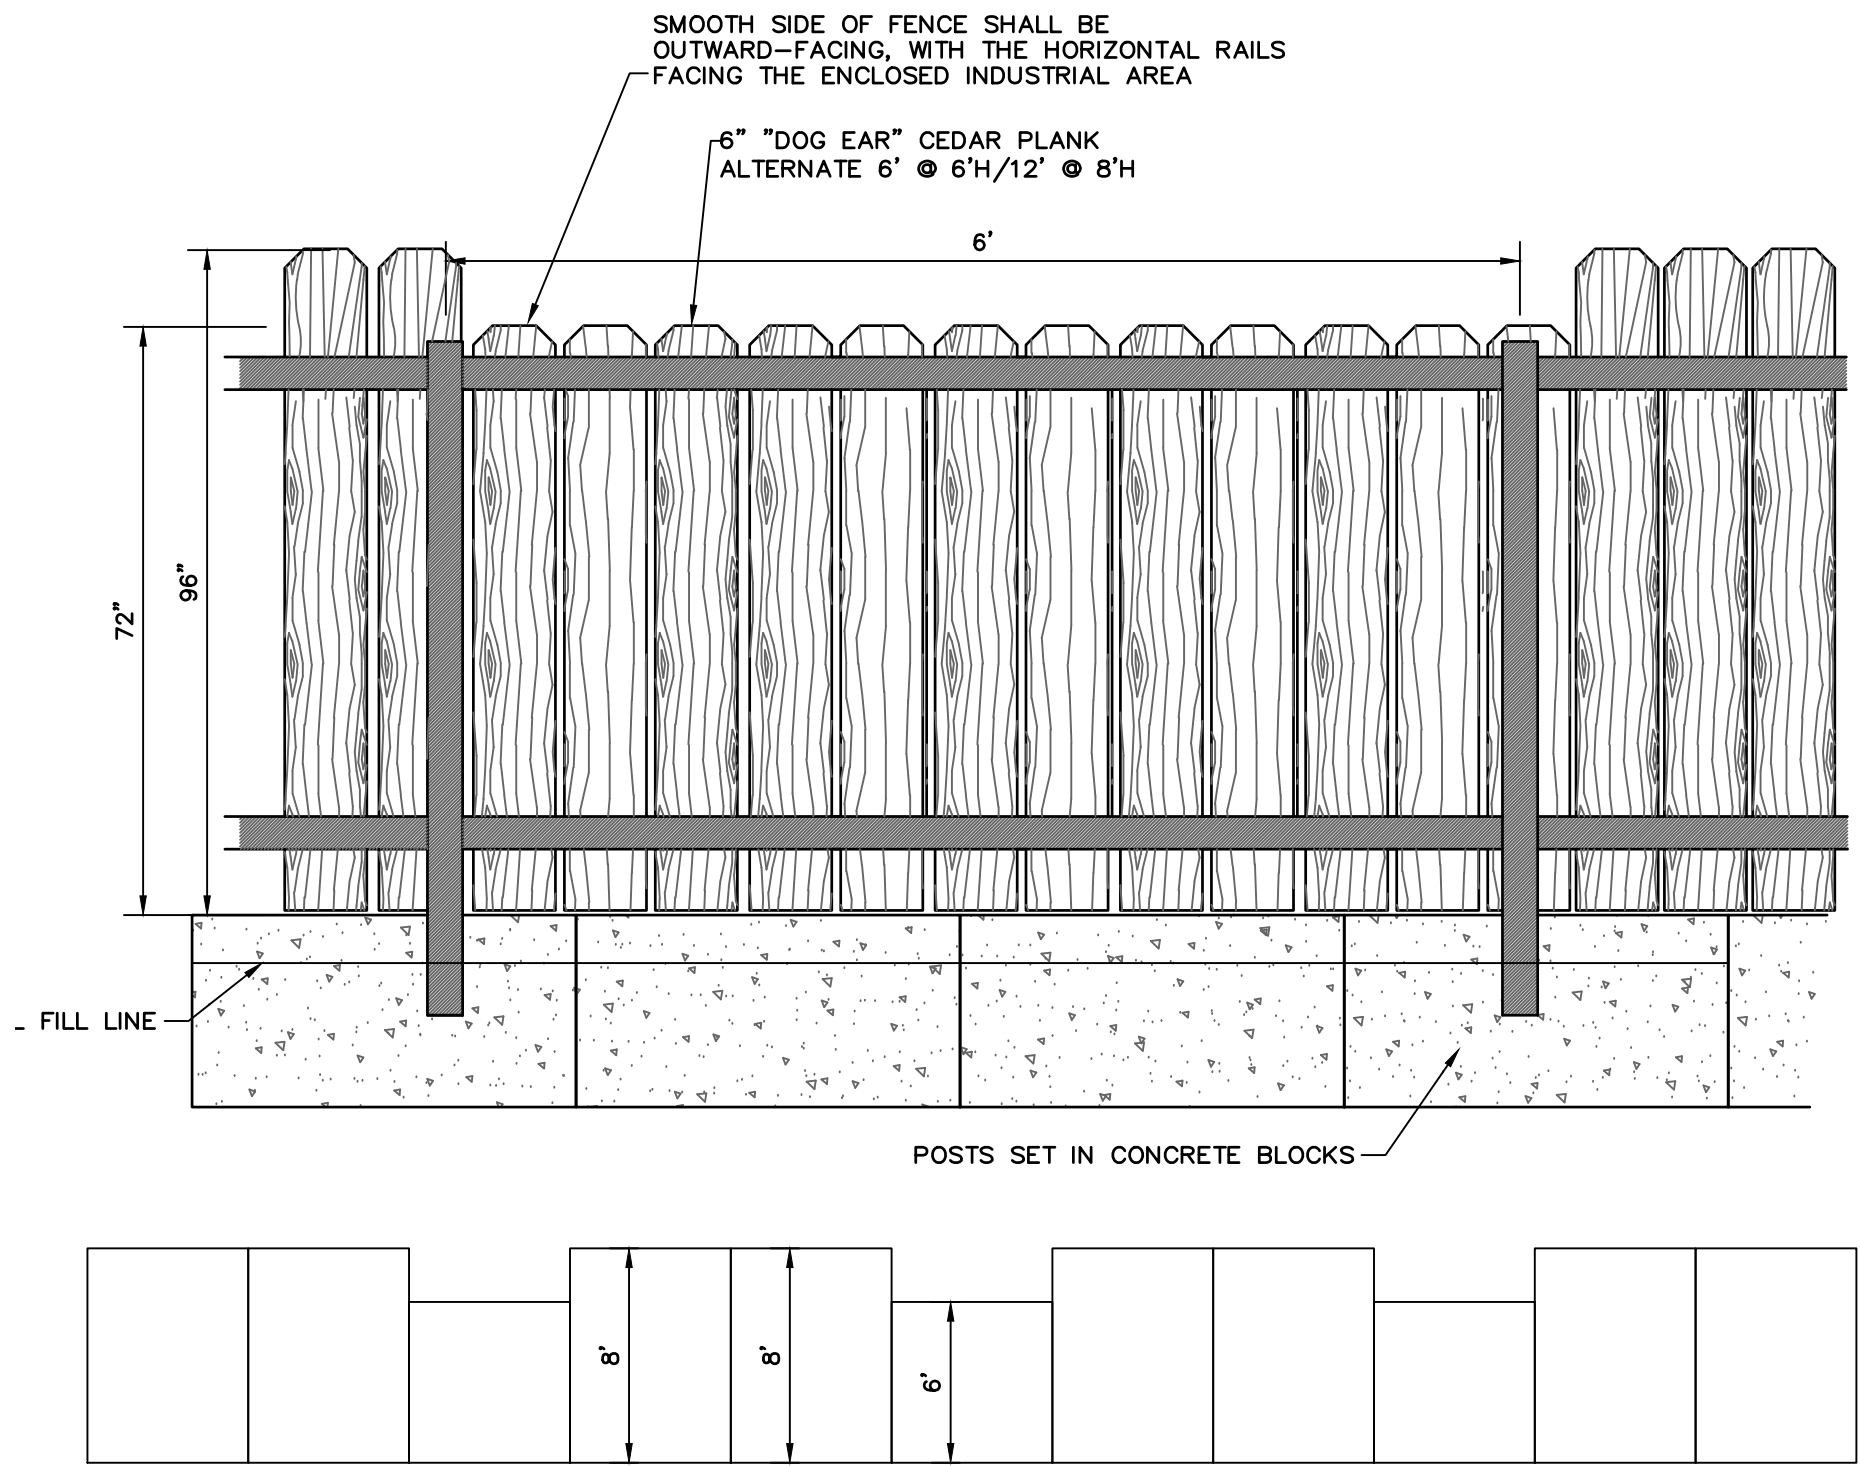 SMOOTH SIDE OF FENCE SHALL BE
OUTWARD-FACING, WITH THE HORIZONTAL RAILS
FACING THE ENCLOSED INDUSTRIAL AREA
6" "DOG EAR" CEDAR PLANK
ALTERNATE 6' @ 6'H/12' @ 8'H
6'
96"
72"
_ FILL LINE
POSTS SET IN CONCRETE BLOCKS
8'
8'
6'